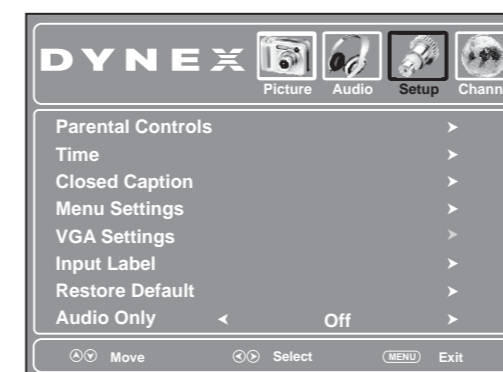 DYNEX
Picture Audio Setup Chann
Parental Controls
Time
Closed Caption
Menu Settings
VGA Settings
Input Label
Restore Default
Audio Only Off
Move Select MENU Exit